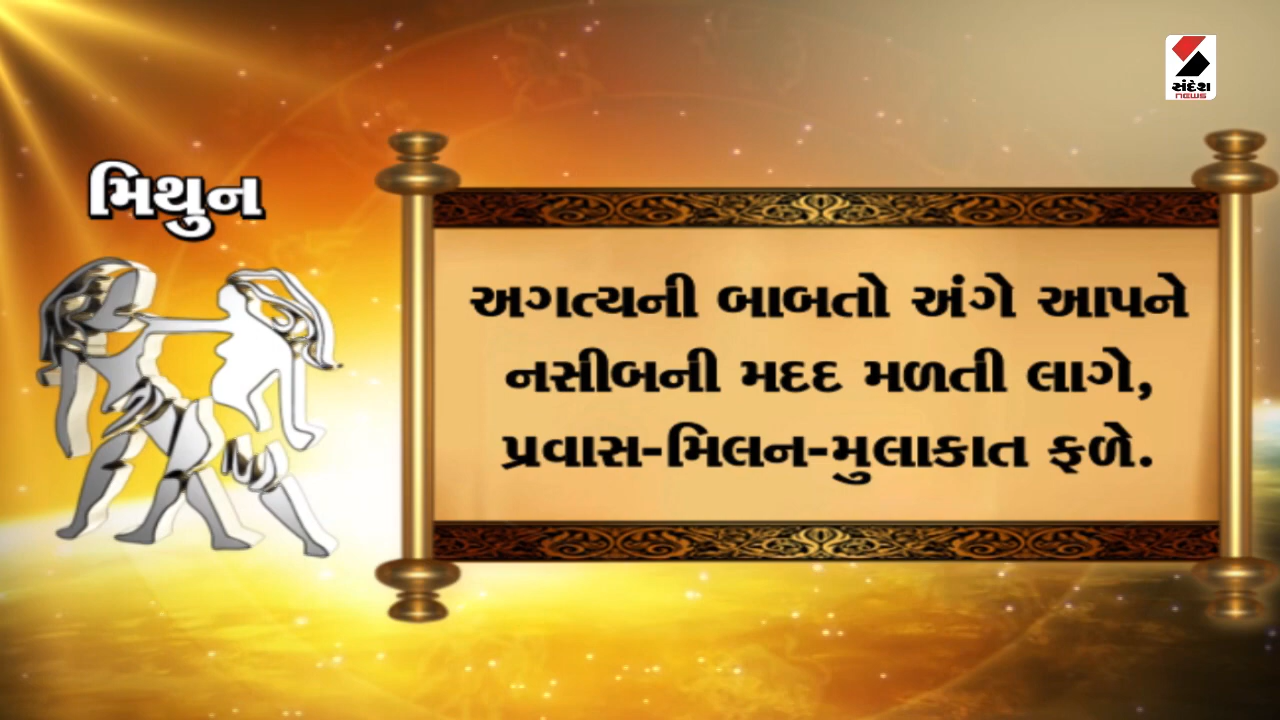 સંદેશ
NEWS
મિથુન
અગત્યની બાબતો અંગે આપને
નસીબની મદદ મળતી લાગે,
પ્રવાસ-મિલન-મુલાકાત ફળે.